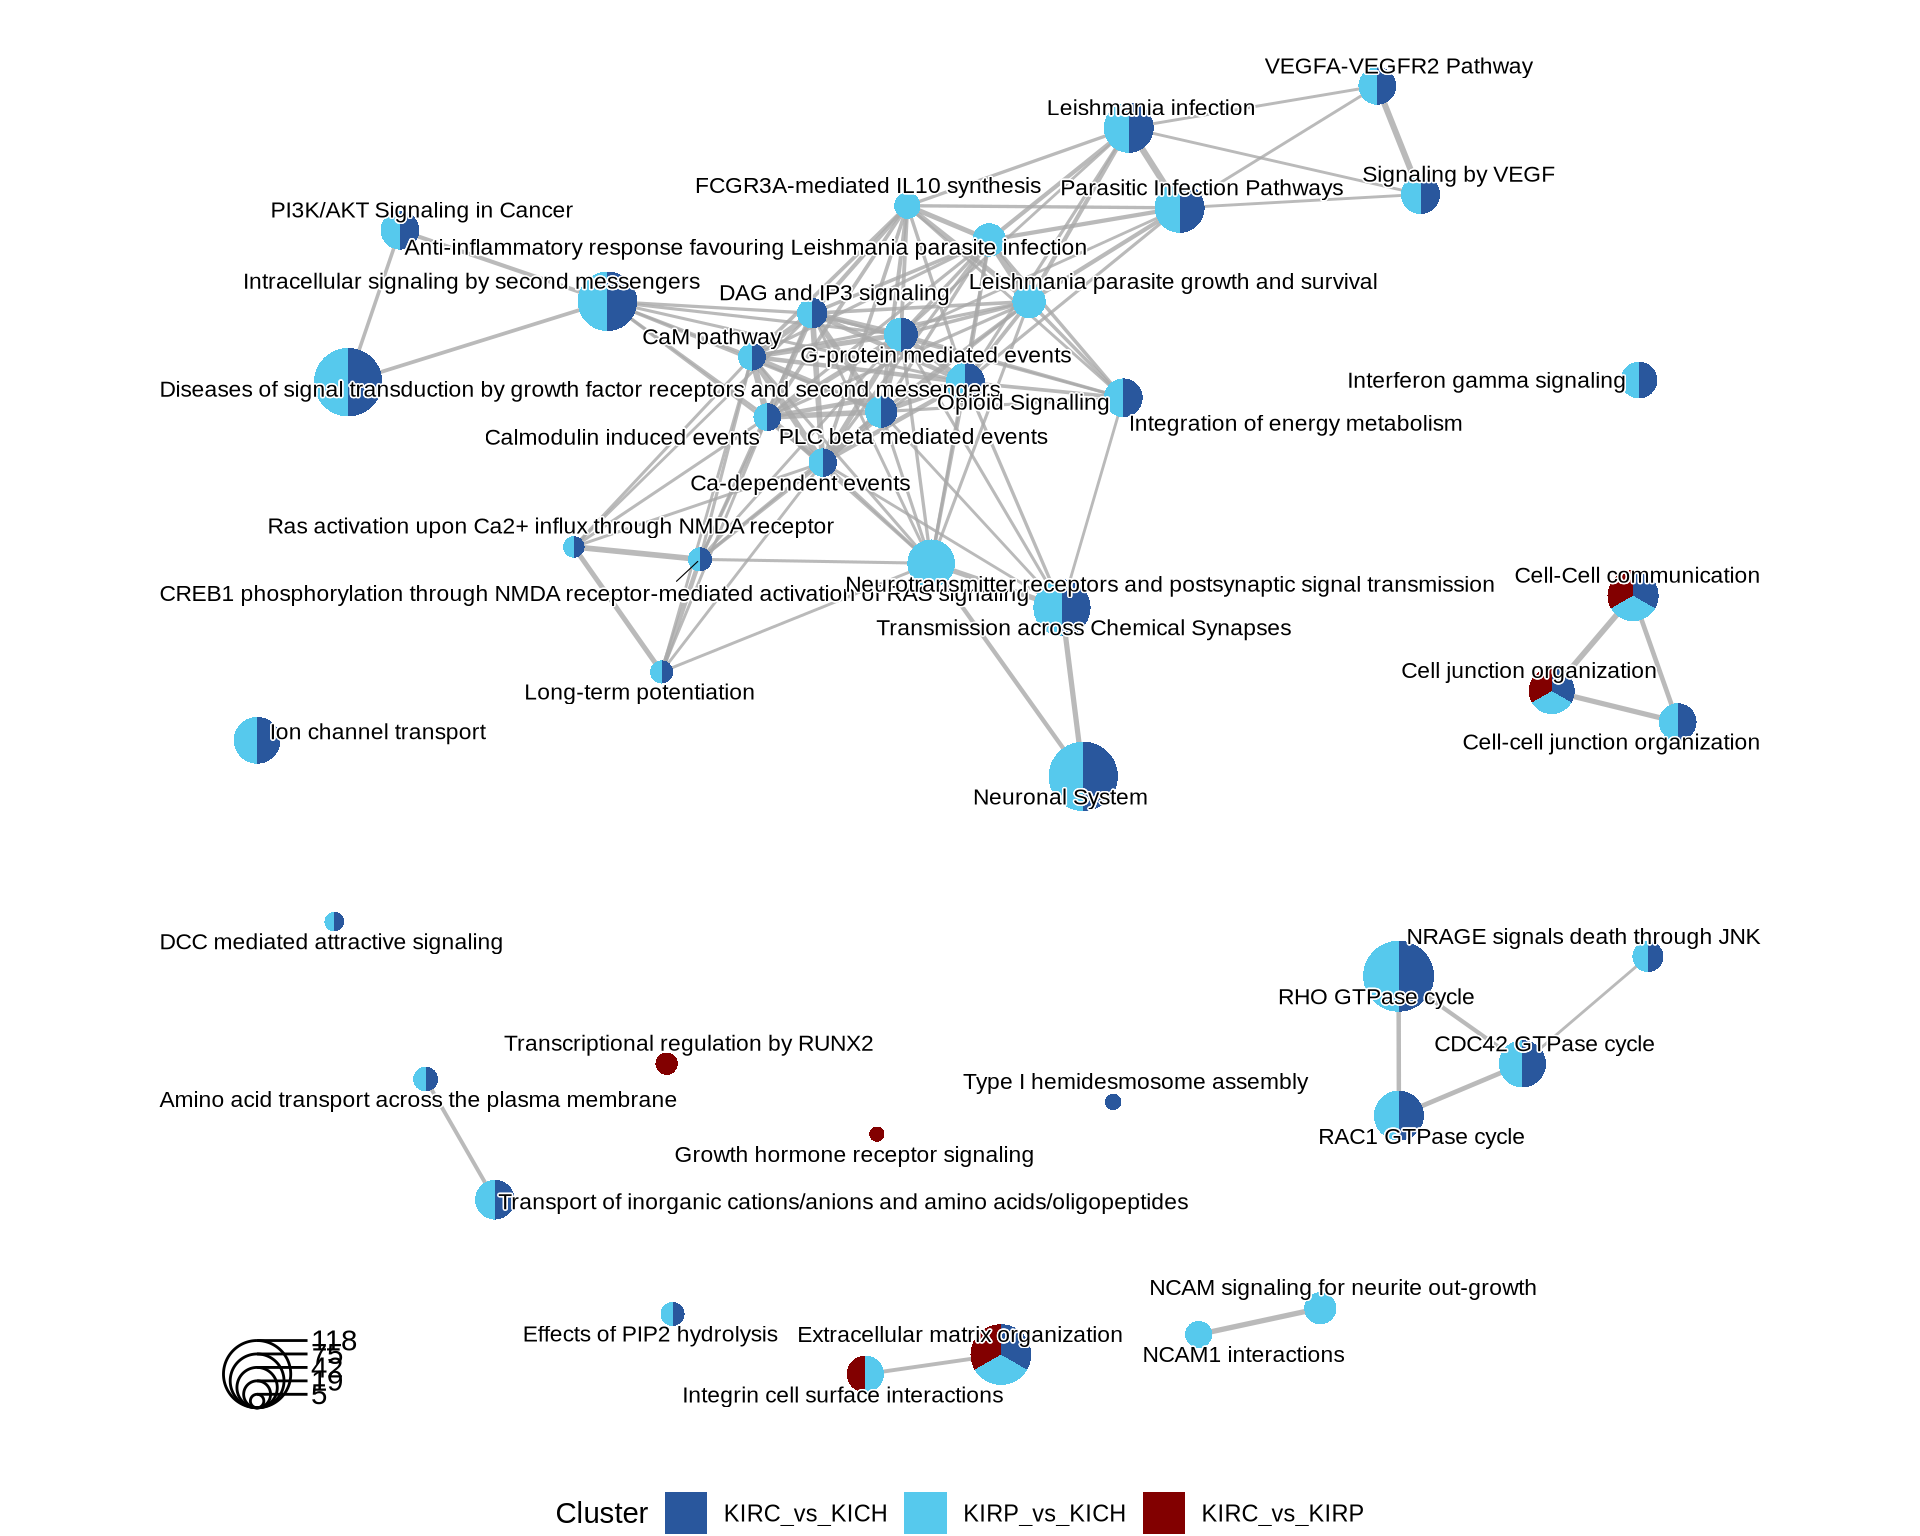 VEGFA-VEGFR2 Pathway
Leishmania infection
Signaling by VEGF
FCGR3A-mediated IL10 synthesis
Parasitic Infection Pathways
PI3K/AKT Signaling in Cancer
Anti-inflammatory response favouring Leishmania parasite infection
Intracellular signaling by second messengers
Leishmania parasite growth and survival
DAG and IP3 signaling
CaM pathway
G-protein mediated events
Interferon gamma signaling
Diseases of signal transduction by growth factor receptors and second messengers
Opioid Signalling
Integration of energy metabolism
Calmodulin induced events
PLC beta mediated events
Ca-dependent events
Ras activation upon Ca2+ influx through NMDA receptor
Cell-Cell communication
Neurotransmitter receptors and postsynaptic signal transmission
CREB1 phosphorylation through NMDA receptor-mediated activation of RAS signaling
Transmission across Chemical Synapses
Cell junction organization
Long-term potentiation
Ion channel transport
Cell-cell junction organization
Neuronal System
NRAGE signals death through JNK
DCC mediated attractive signaling
RHO GTPase cycle
Transcriptional regulation by RUNX2
CDC42 GTPase cycle
Type I hemidesmosome assembly
Amino acid transport across the plasma membrane
RAC1 GTPase cycle
Growth hormone receptor signaling
Transport of inorganic cations/anions and amino acids/oligopeptides
NCAM signaling for neurite out-growth
Effects of PIP2 hydrolysis
Extracellular matrix organization
NCAM1 interactions
Integrin cell surface interactions
118
75
42
19
5
Cluster KIRC_vs_KICH KIRP_vs_KICH KIRC_vs_KIRP